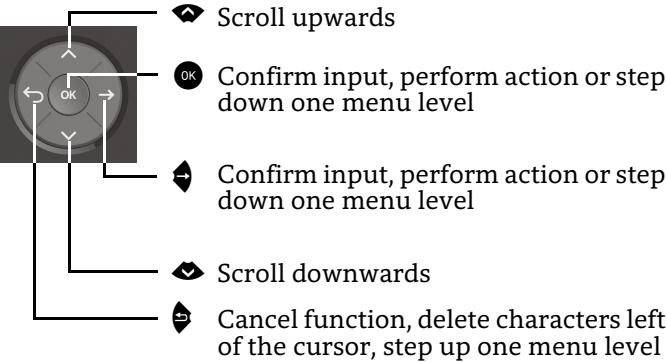 Scroll upwards
OK
OK Confirm input, perform action or step
down one menu level
Confirm input, perform action or step
down one menu level
Scroll downwards
Cancel function, delete characters left
of the cursor, step up one menu level